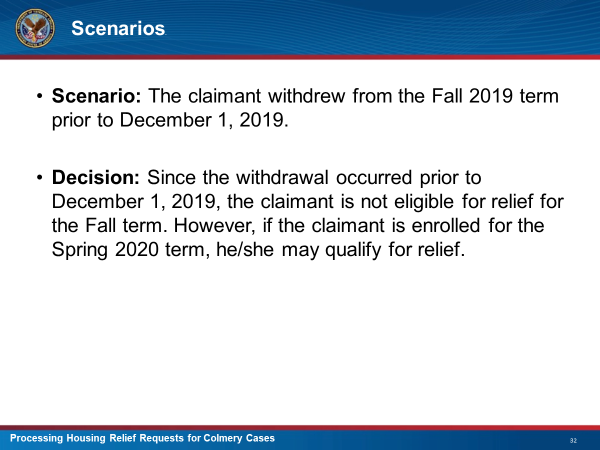 Scenarios
• Scenario: The claimant withdrew from the Fall 2019 term
prior to December 1, 2019.
• Decision: Since the withdrawal occurred prior to
December 1, 2019, the claimant is not eligible for relief for
the Fall term. However, if the claimant is enrolled for the
Spring 2020 term, he/she may qualify for relief.
Processing Housing Relief Requests for Colmery Cases
32